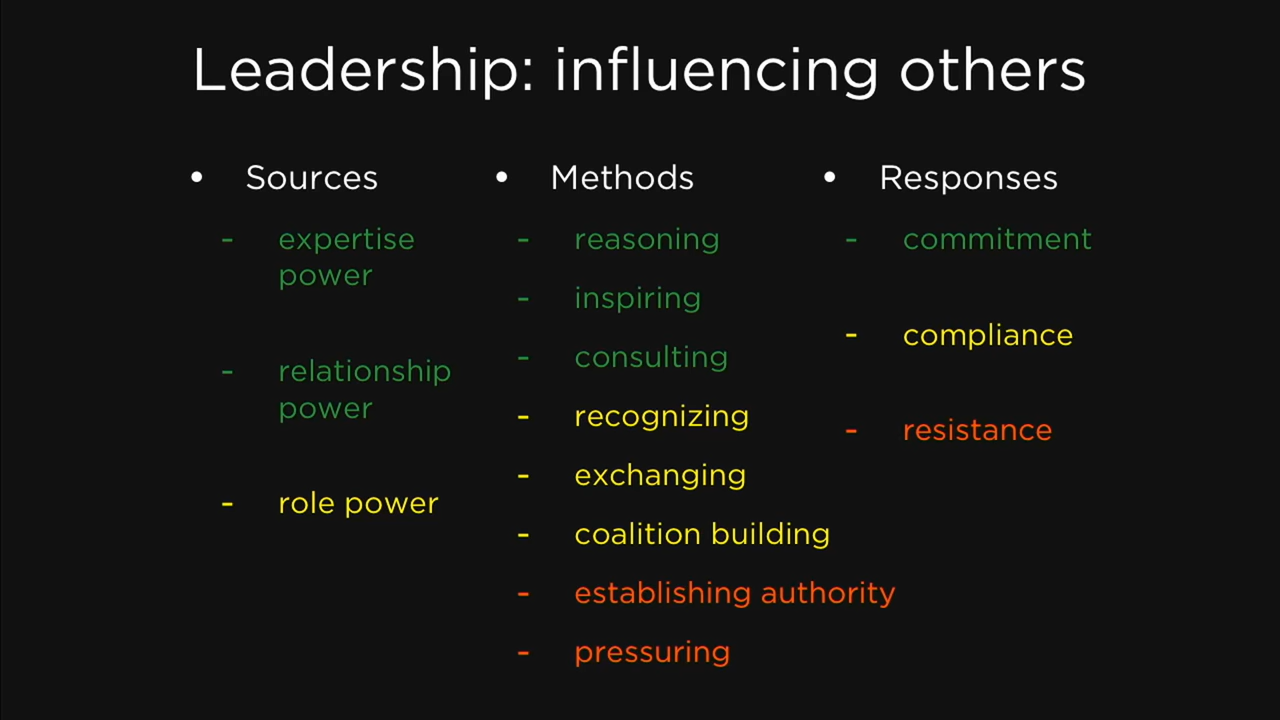 Leadership: influencing others
• Sources
- expertise
power
- relationship
power
- role power
• Methods
- reasoning
- inspiring
- consulting
- recognizing
- exchanging
- coalition building
- establishing authority
- pressuring
• Responses
- commitment
- compliance
- resistance